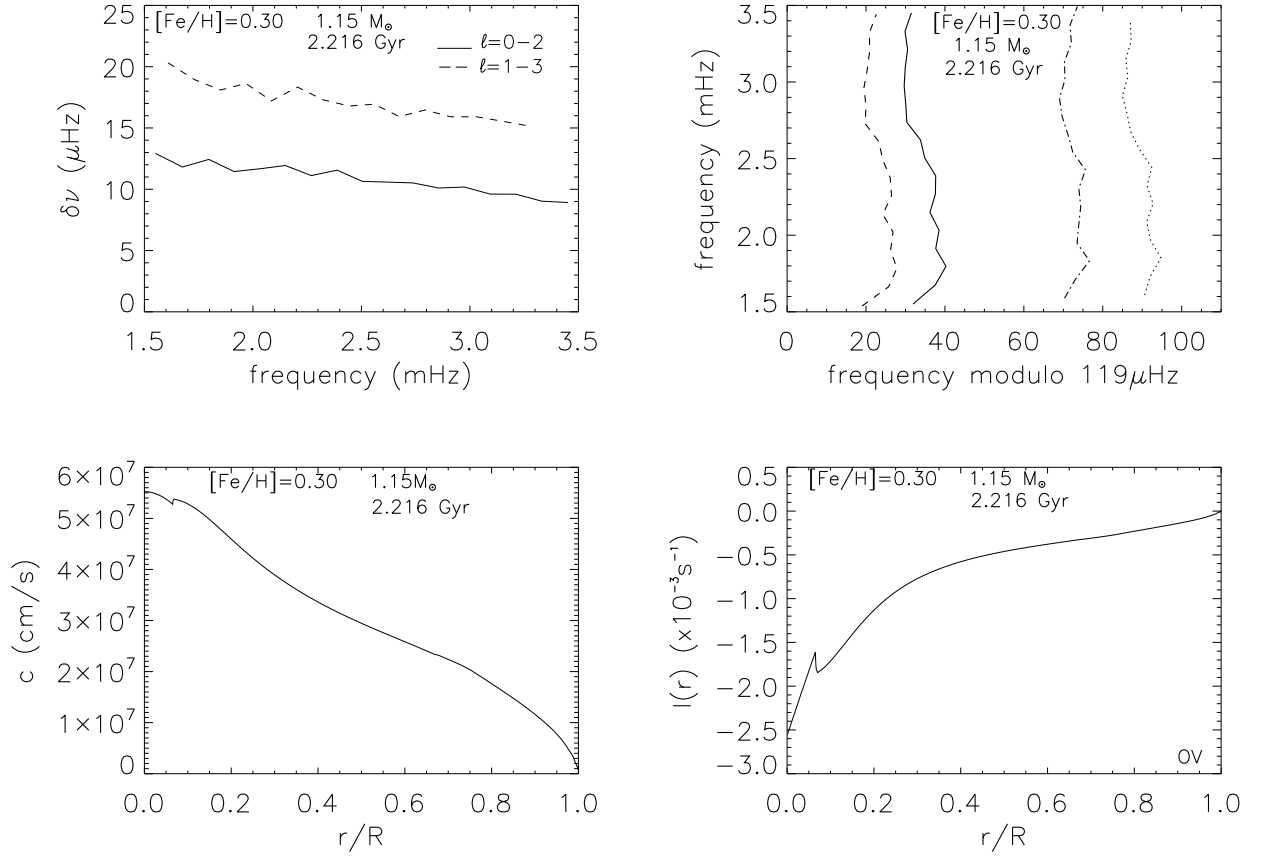 [Fe/H]=0.30 1.15 M⊙
2.216 Gyr
ℓ=0−2
ℓ=1−3
25
20
15
10
5
0
δν (μHz)
1.5 2.0 2.5 3.0 3.5
frequency (mHz)
[Fe/H]=0.30
1.15 M⊙
2.216 Gyr
3.5
3.0
2.5
2.0
1.5
frequency (mHz)
0 20 40 60 80 100
frequency modulo 119μHz
[Fe/H]=0.30 1.15M⊙
2.216 Gyr
6×10⁷
5×10⁷
4×10⁷
3×10⁷
2×10⁷
1×10⁷
0
c (cm/s)
0.0 0.2 0.4 0.6 0.8 1.0
r/R
[Fe/H]=0.30 1.15 M⊙
2.216 Gyr
0.5
0.0
−0.5
−1.0
−1.5
−2.0
−2.5
−3.0
I(r) (x10⁻³s⁻¹)
OV
0.0 0.2 0.4 0.6 0.8 1.0
r/R